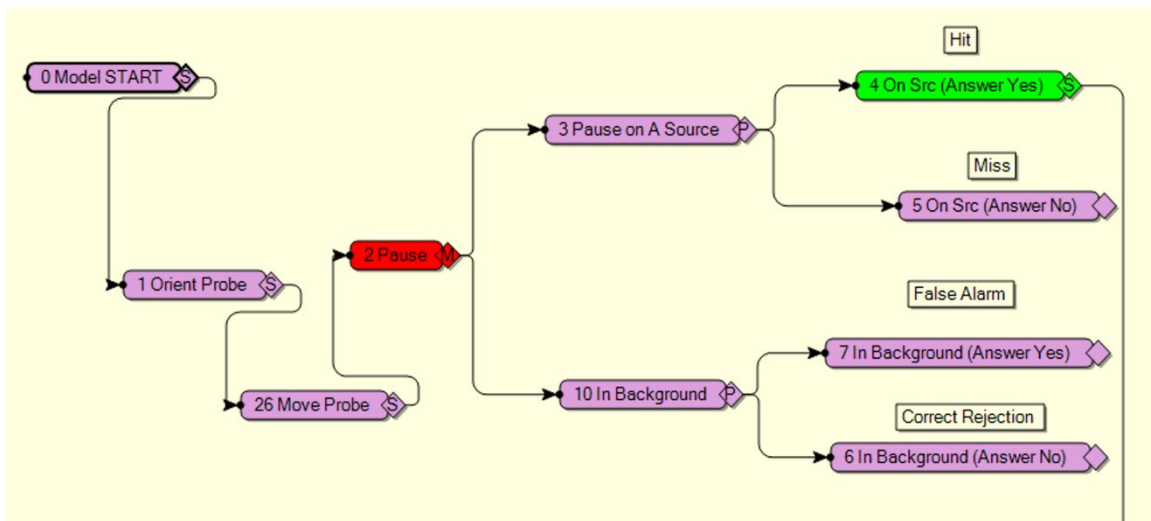 Hit
0 Model START S
4 On Src (Answer Yes) S
3 Pause on A Source P
Miss
5 On Src (Answer No)
2 Pause M
1 Orient Probe S
False Alarm
7 In Background (Answer Yes)
10 In Background P
26 Move Probe S
Correct Rejection
6 In Background (Answer No)